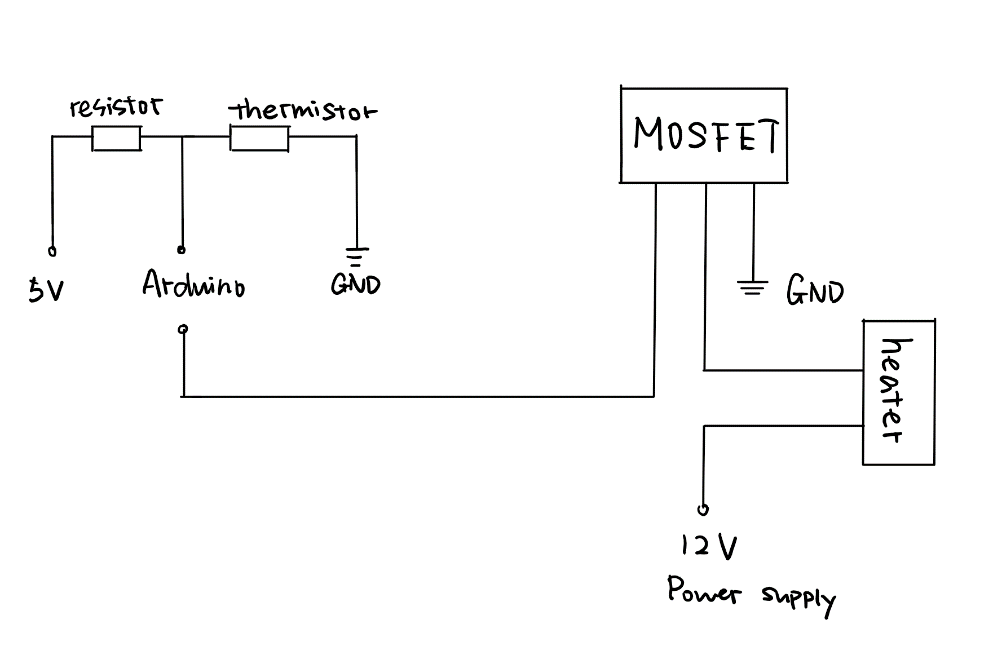 resistor
thermistor
MOSFET
5V
Arduino
GND
GND
heater
12V
Power supply